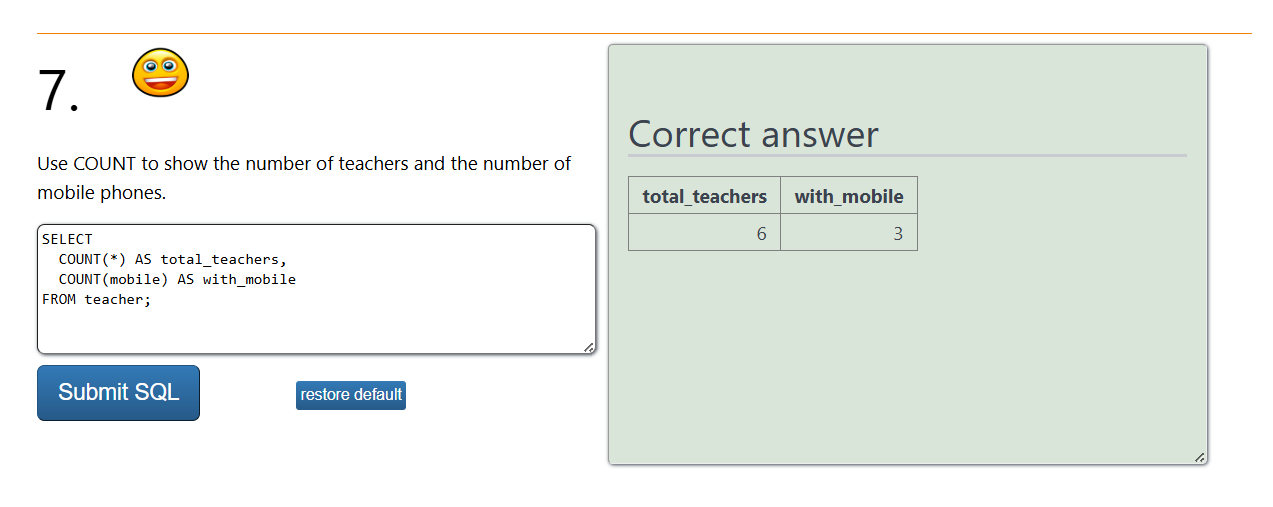 7.
Use COUNT to show the number of teachers and the number of
mobile phones.
SELECT
  COUNT(*) AS total_teachers,
  COUNT(mobile) AS with_mobile
FROM teacher;
Submit SQL
restore default
Correct answer
total_teachers with_mobile
6 3